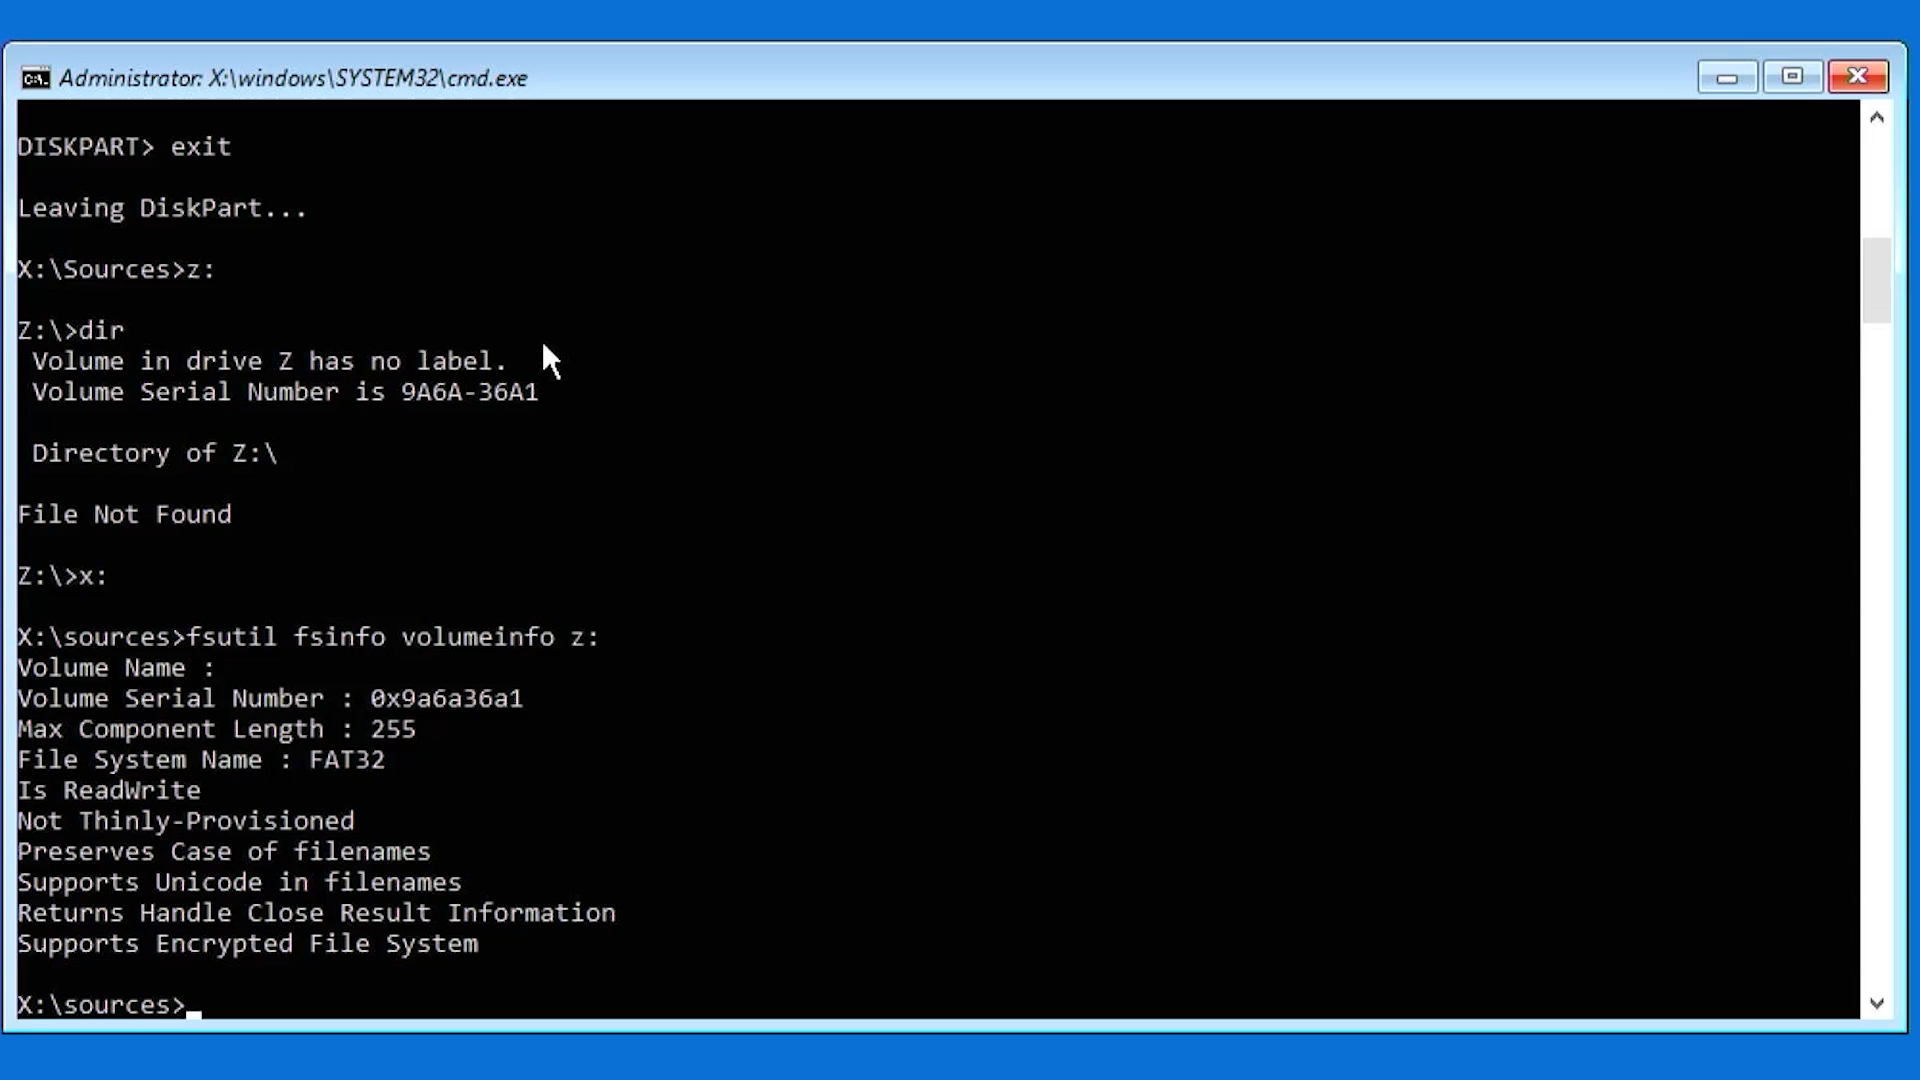 Administrator: X:\windows\SYSTEM32\cmd.exe
DISKPART> exit
Leaving DiskPart...
X:\Sources>z:
Z:\>dir
Volume in drive Z has no label.
Volume Serial Number is 9A6A-36A1
Directory of Z:\
File Not Found
Z:\>x:
X:\sources>fsutil fsinfo volumeinfo z:
Volume Name :
Volume Serial Number : 0x9a6a36a1
Max Component Length : 255
File System Name : FAT32
Is ReadWrite
Not Thinly-Provisioned
Preserves Case of filenames
Supports Unicode in filenames
Returns Handle Close Result Information
Supports Encrypted File System
X:\sources>